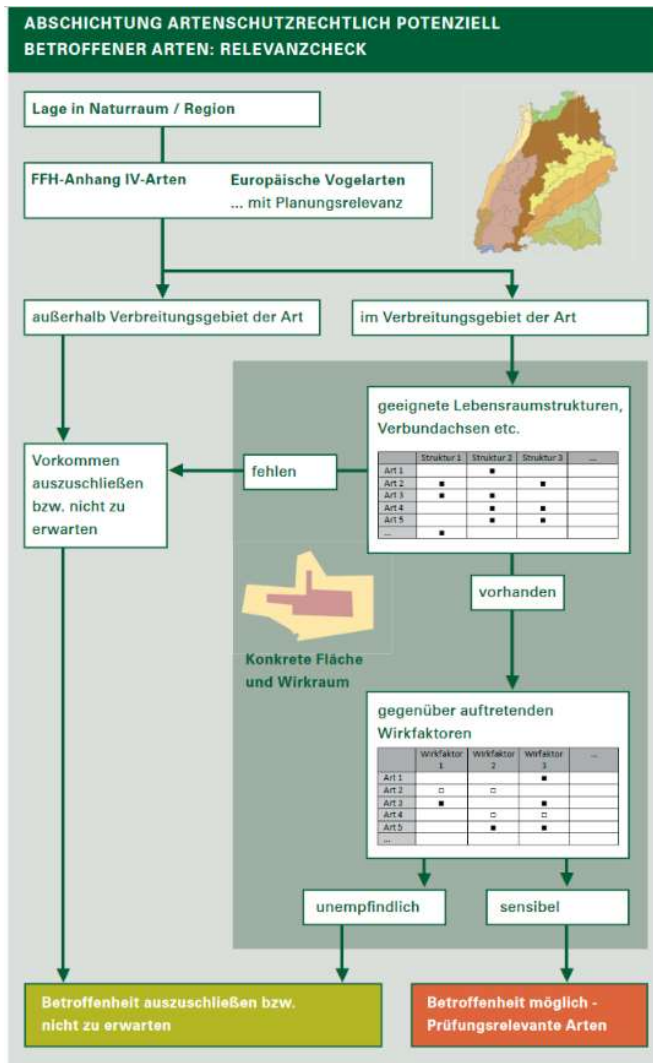 ABSCHICHTUNG ARTENSCHUTZRECHTLICH POTENZIELL
BETROFFENER ARTEN: RELEVANZCHECK
Lage in Naturraum / Region
FFH-Anhang IV-Arten
Europäische Vogelarten
... mit Planungsrelevanz
außerhalb Verbreitungsgebiet der Art
im Verbreitungsgebiet der Art
geeignete Lebensraumstrukturen,
Verbundachsen etc.
Struktur 1 Struktur 2 Struktur 3 ...
Art 1 ■
Art 2 ■ ■
Art 3 ■ ■
Art 4 ■ ■
Art 5 ■ ■
... ■
fehlen
Vorkommen
auszuschließen
bzw. nicht zu
erwarten
vorhanden
Konkrete Fläche
und Wirkraum
gegenüber auftretenden
Wirkfaktoren
Wirkfaktor 1 Wirkfaktor 2 Wirkfaktor 3 ...
Art 1 ■
Art 2 □ □
Art 3 ■ ■
Art 4 □ □
Art 5 ■ ■
...
unempfindlich
sensibel
Betroffenheit auszuschließen bzw.
nicht zu erwarten
Betroffenheit möglich -
Prüfungsrelevante Arten